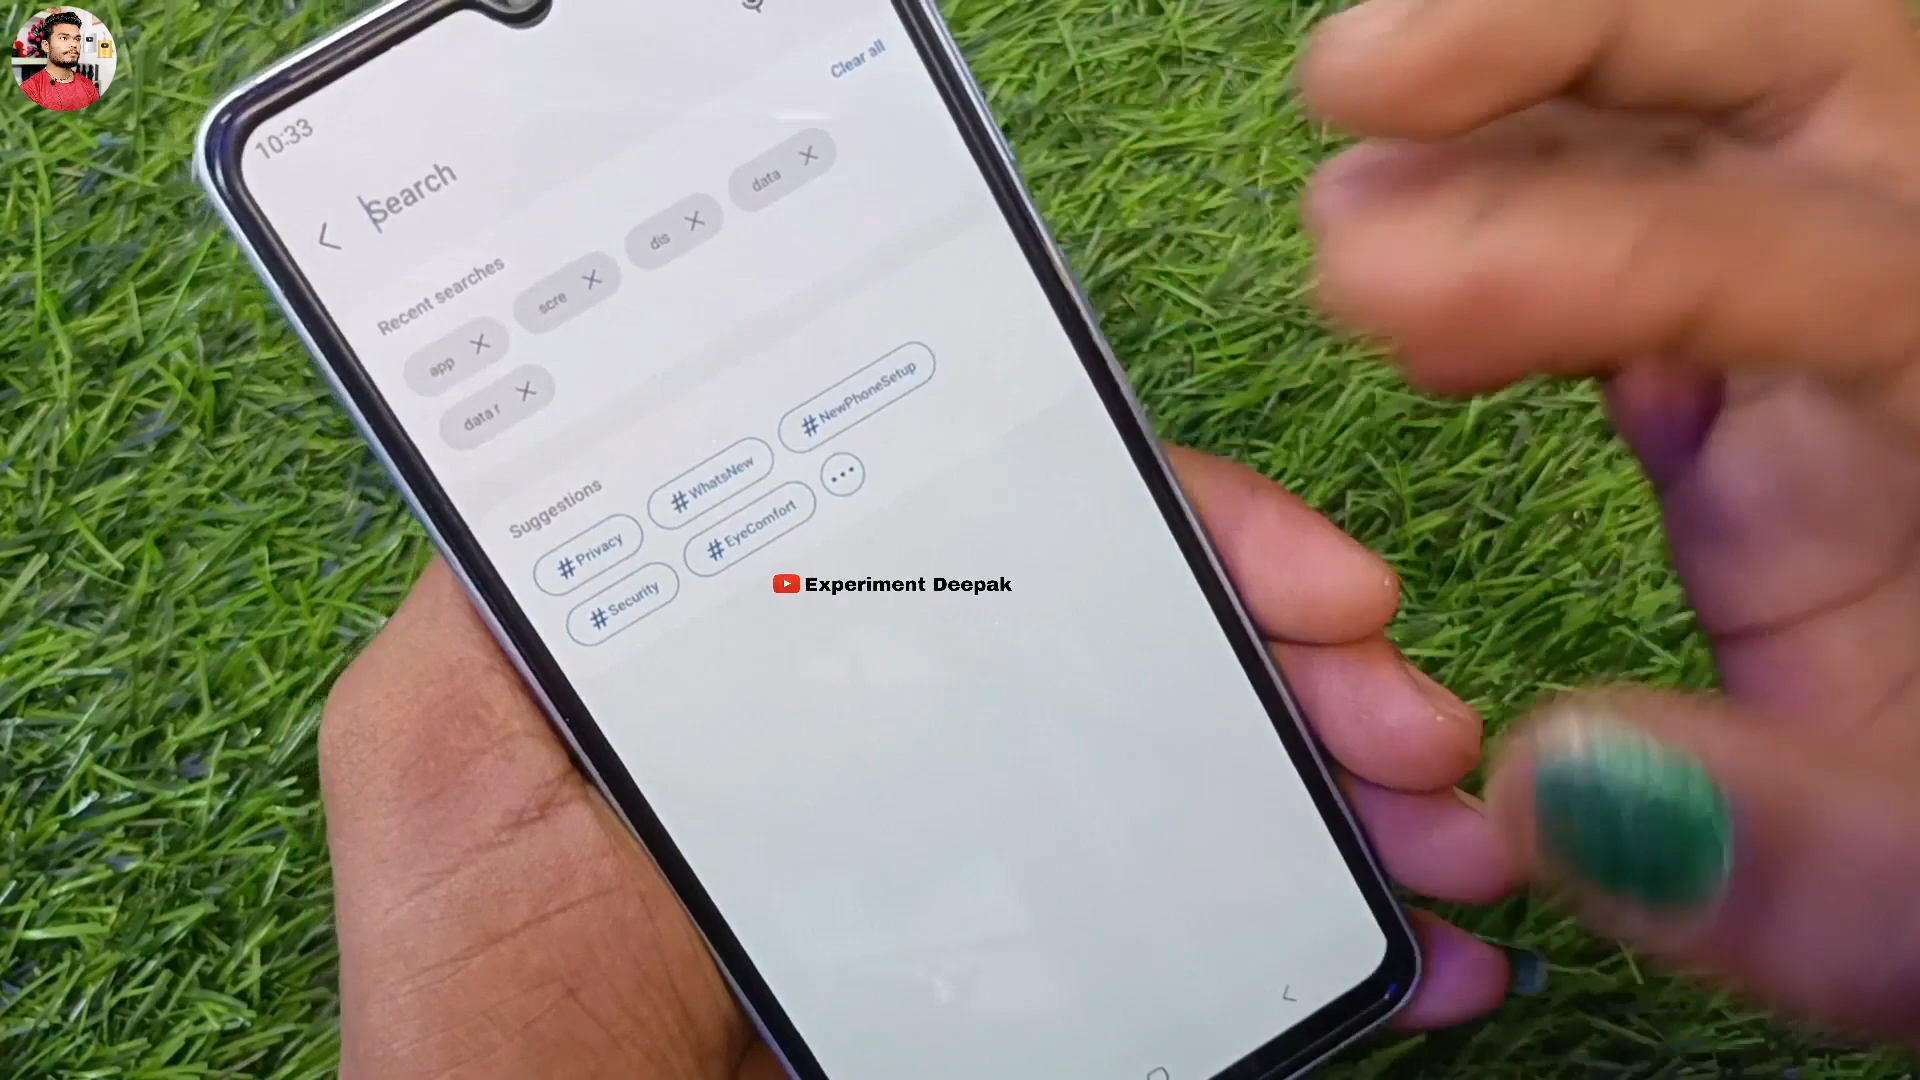 10:33
Search
Clear all
Recent searches
app
scre
dis
data
data r
Suggestions
#Privacy
#WhatsNew
#NewPhoneSetup
#Security
#EyeComfort
Experiment Deepak